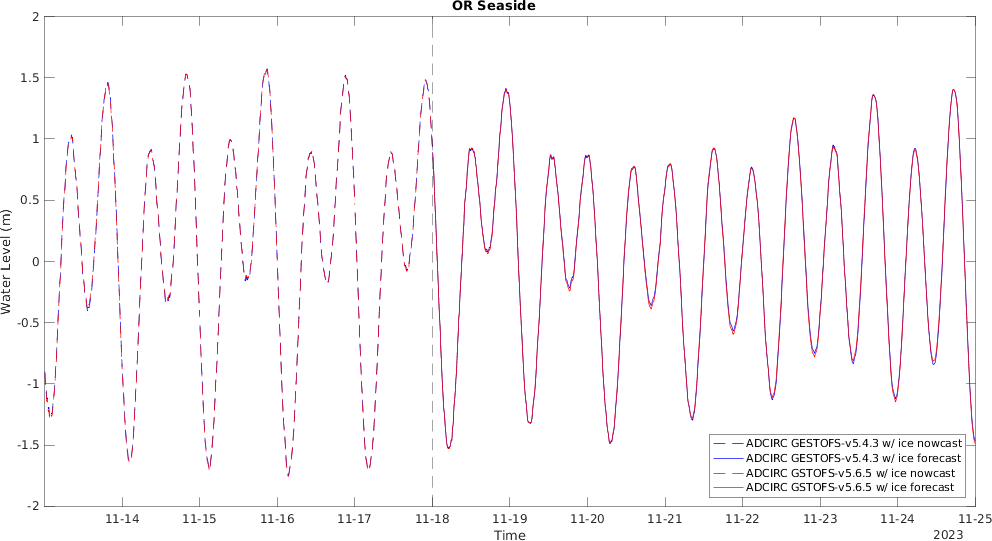 OR Seaside
2
1.5
1
0.5
0
-0.5
-1
-1.5
-2
Water Level (m)
11-14 11-15 11-16 11-17 11-18 11-19 11-20 11-21 11-22 11-23 11-24 11-25
Time
2023
ADCIRC GESTOFS-v5.4.3 w/ ice nowcast
ADCIRC GESTOFS-v5.4.3 w/ ice forecast
ADCIRC GSTOFS-v5.6.5 w/ ice nowcast
ADCIRC GSTOFS-v5.6.5 w/ ice forecast